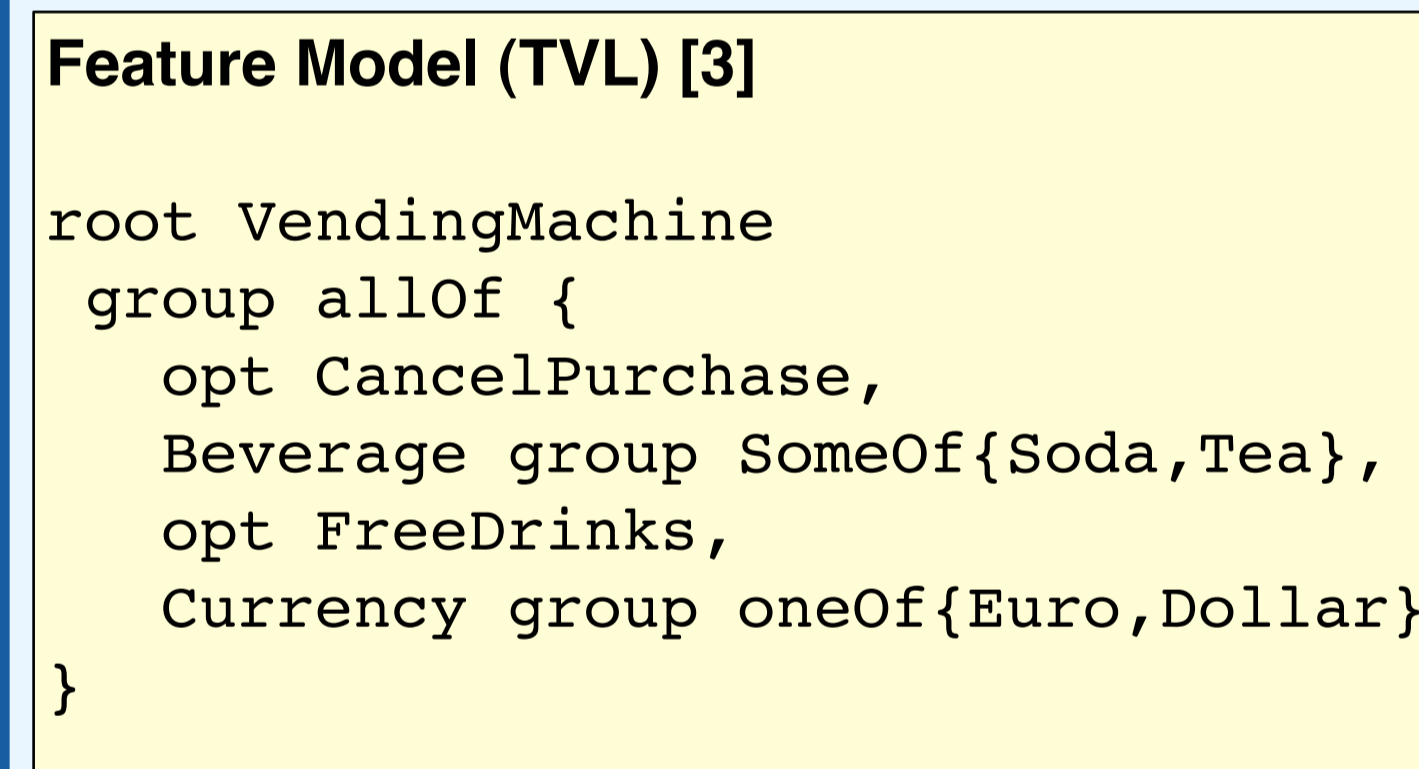 Feature Model (TVL) [3]
root VendingMachine
group allOf {
opt CancelPurchase,
Beverage group SomeOf{Soda,Tea},
opt FreeDrinks,
Currency group oneOf{Euro,Dollar}
}